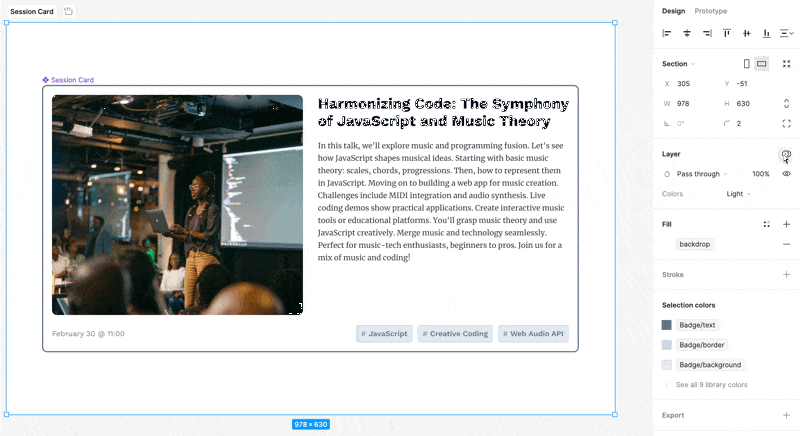 Session Card
Design Prototype
Section
X 305 Y -51
W 978 H 630
0° 2
Layer
Pass through 100%
Colors Light
Fill
backdrop
Stroke
Selection colors
Badge/text
Badge/border
Badge/background
See all 9 library colors
Export
Session Card
Harmonizing Code: The Symphony
of JavaScript and Music Theory
In this talk, we'll explore music and programming fusion. Let's see
how JavaScript shapes musical ideas. Starting with basic music
theory: scales, chords, progressions. Then, how to represent them
in JavaScript. Moving on to building a web app for music creation.
Challenges include MIDI integration and audio synthesis. Live
coding demos show practical applications. Create interactive music
tools or educational platforms. You'll grasp music theory and use
JavaScript creatively. Merge music and technology seamlessly.
Perfect for music-tech enthusiasts, beginners to pros. Join us for a
mix of music and coding!
February 30 @ 11:00
# JavaScript # Creative Coding # Web Audio API
978 × 630